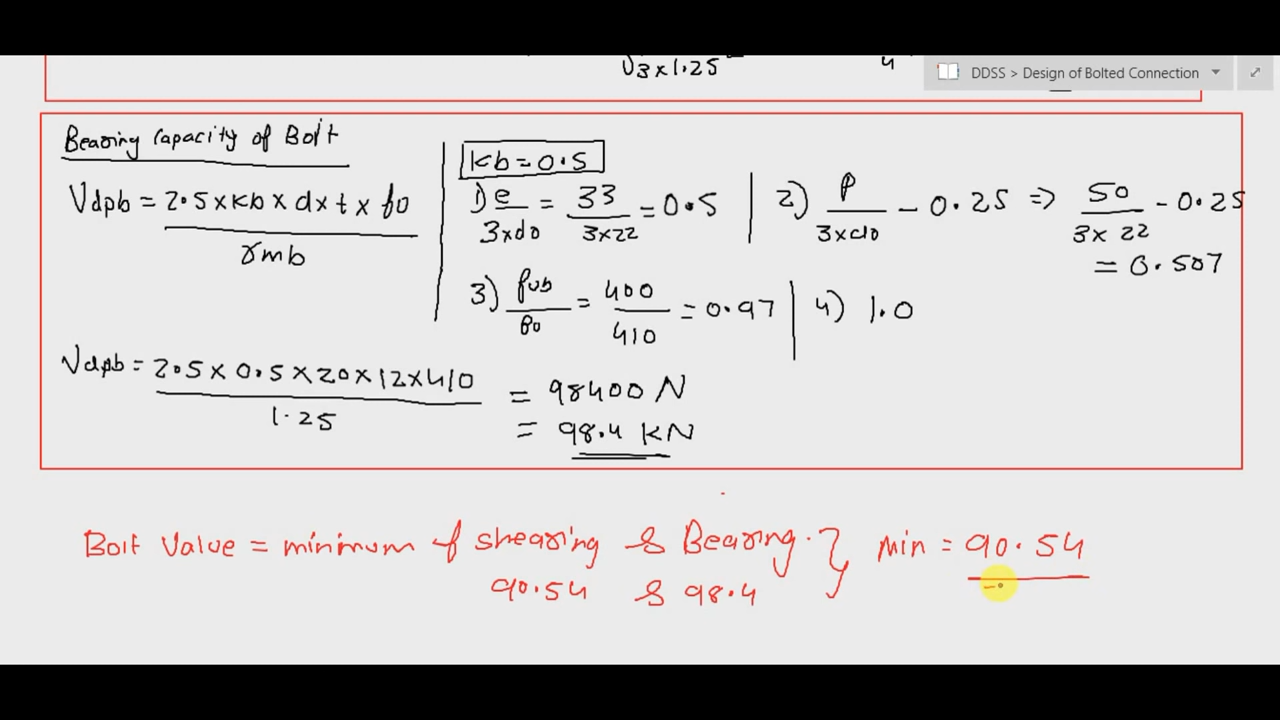 √3×1.25
4
DDSS > Design of Bolted Connection
Bearing Capacity of Bolt
Vdpb = 2.5×Kb×d×t×fu / γmb
Kb = 0.5
1) e / 3×do = 33 / 3×22 = 0.5
2) P / 3×do - 0.25 ⇒ 50 / 3×22 - 0.25
= 0.507
3) fub / fu = 400 / 410 = 0.97
4) 1.0
Vdpb = 2.5×0.5×20×12×410 / 1.25 = 98400 N
= 98.4 KN
Bolt Value = minimum of shearing & Bearing. } Min = 90.54
90.54 & 98.4